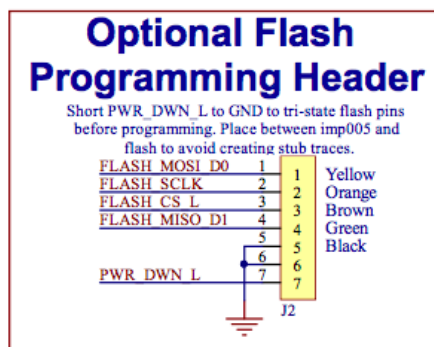 Optional Flash
Programming Header
Short PWR_DWN_L to GND to tri-state flash pins
before programming. Place between imp005 and
flash to avoid creating stub traces.
FLASH_MOSI_D0 1 1 Yellow
FLASH_SCLK 2 2 Orange
FLASH_CS_L 3 3 Brown
FLASH_MISO_D1 4 4 Green
5 5 Black
6 6
PWR_DWN_L 7 7
J2